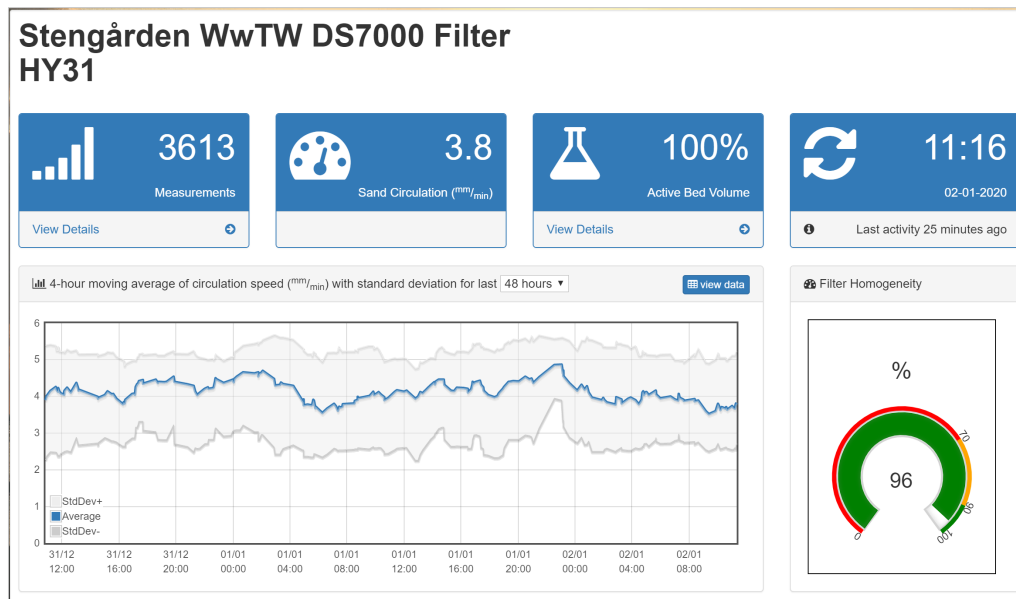 Stengården WwTW DS7000 Filter
HY31
3613
Measurements
View Details
3.8
Sand Circulation (mm/min)
100%
Active Bed Volume
View Details
11:16
02-01-2020
Last activity 25 minutes ago
4-hour moving average of circulation speed (mm/min) with standard deviation for last 48 hours
view data
6
5
4
3
2
1
0
StdDev+
Average
StdDev-
31/12 31/12 31/12 01/01 01/01 01/01 01/01 01/01 01/01 02/01 02/01 02/01
12:00 16:00 20:00 00:00 04:00 08:00 12:00 16:00 20:00 00:00 04:00 08:00
Filter Homogeneity
%
70
96
90
0
100